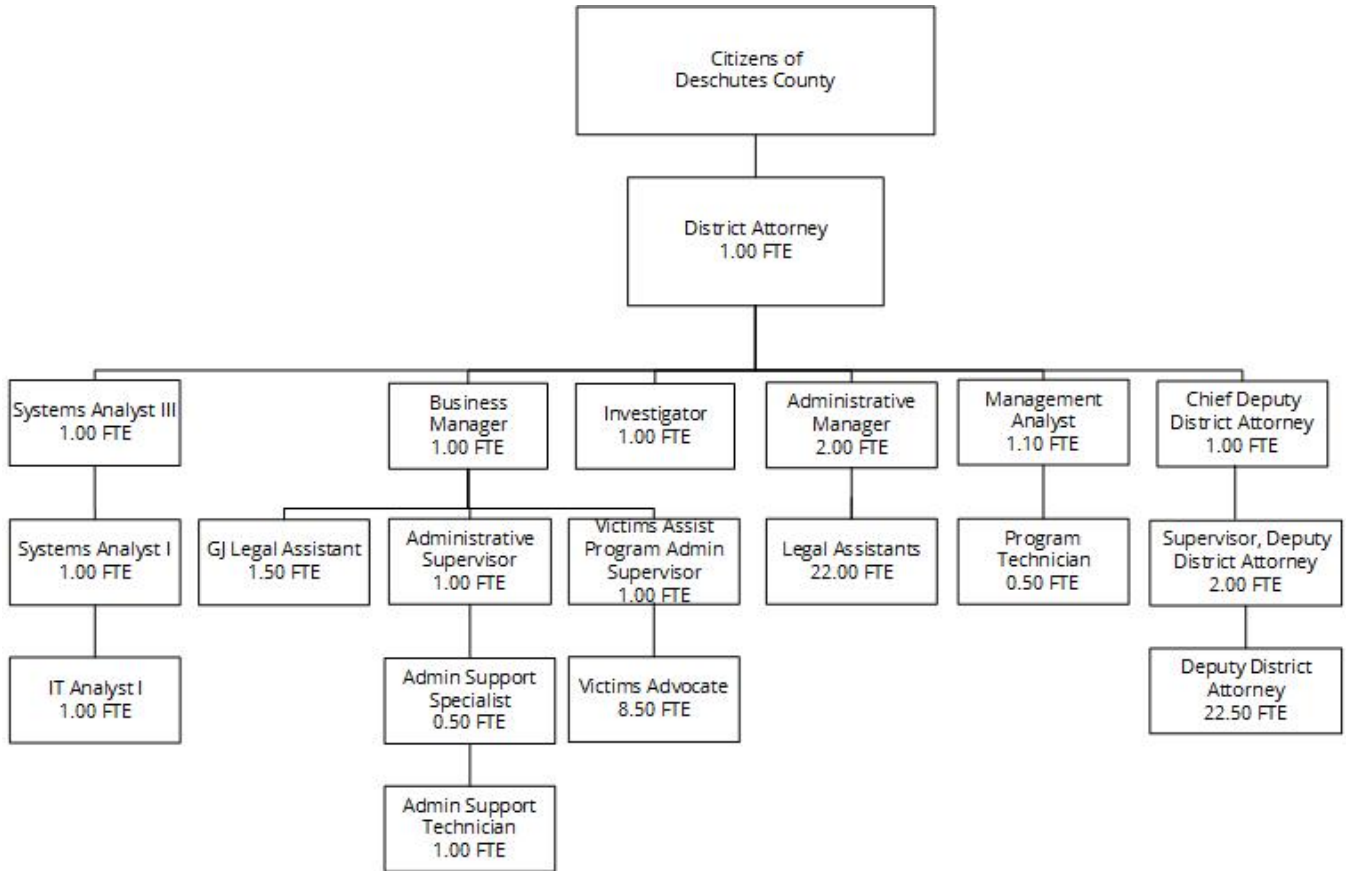 Citizens of
Deschutes County
District Attorney
1.00 FTE
Systems Analyst III
1.00 FTE
Business
Manager
1.00 FTE
Investigator
1.00 FTE
Administrative
Manager
2.00 FTE
Management
Analyst
1.10 FTE
Chief Deputy
District Attorney
1.00 FTE
Systems Analyst I
1.00 FTE
GJ Legal Assistant
1.50 FTE
Administrative
Supervisor
1.00 FTE
Victims Assist
Program Admin
Supervisor
1.00 FTE
Legal Assistants
22.00 FTE
Program
Technician
0.50 FTE
Supervisor, Deputy
District Attorney
2.00 FTE
IT Analyst I
1.00 FTE
Admin Support
Specialist
0.50 FTE
Victims Advocate
8.50 FTE
Deputy District
Attorney
22.50 FTE
Admin Support
Technician
1.00 FTE